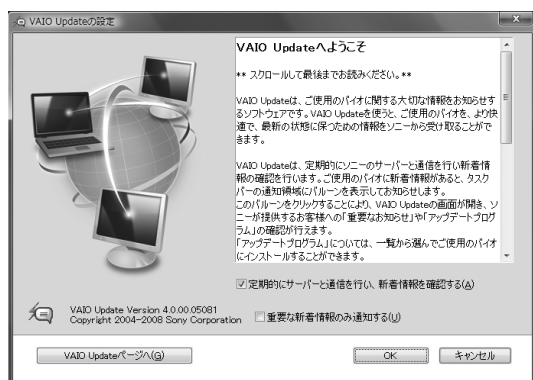 VAIO Updateの設定
VAIO Updateへようこそ
** スクロールして最後までお読みください。**
VAIO Updateは、ご使用のバイオに関する大切な情報をお知らせす
るソフトウェアです。VAIO Updateを使うと、ご使用のバイオを、より快
適で、最新の状態に保つための情報をソニーから受け取ることがで
きます。
VAIO Updateは、定期的にソニーのサーバーと通信を行い新着情
報の確認を行います。ご使用のバイオに新着情報があると、タスク
バーの通知領域にバルーンを表示してお知らせします。
このバルーンをクリックすることにより、VAIO Updateの画面が開き、ソ
ニーが提供するお客様への「重要なお知らせ」や「アップデートプログ
ラム」の確認が行えます。
「アップデートプログラム」については、一覧から選んでご使用のバイオ
にインストールすることができます。
定期的にサーバーと通信を行い、新着情報を確認する(A)
VAIO Update Version 4.0.00.05081
Copyright 2004-2008 Sony Corporation
重要な新着情報のみ通知する(U)
VAIO Updateページへ(G)
OK
キャンセル